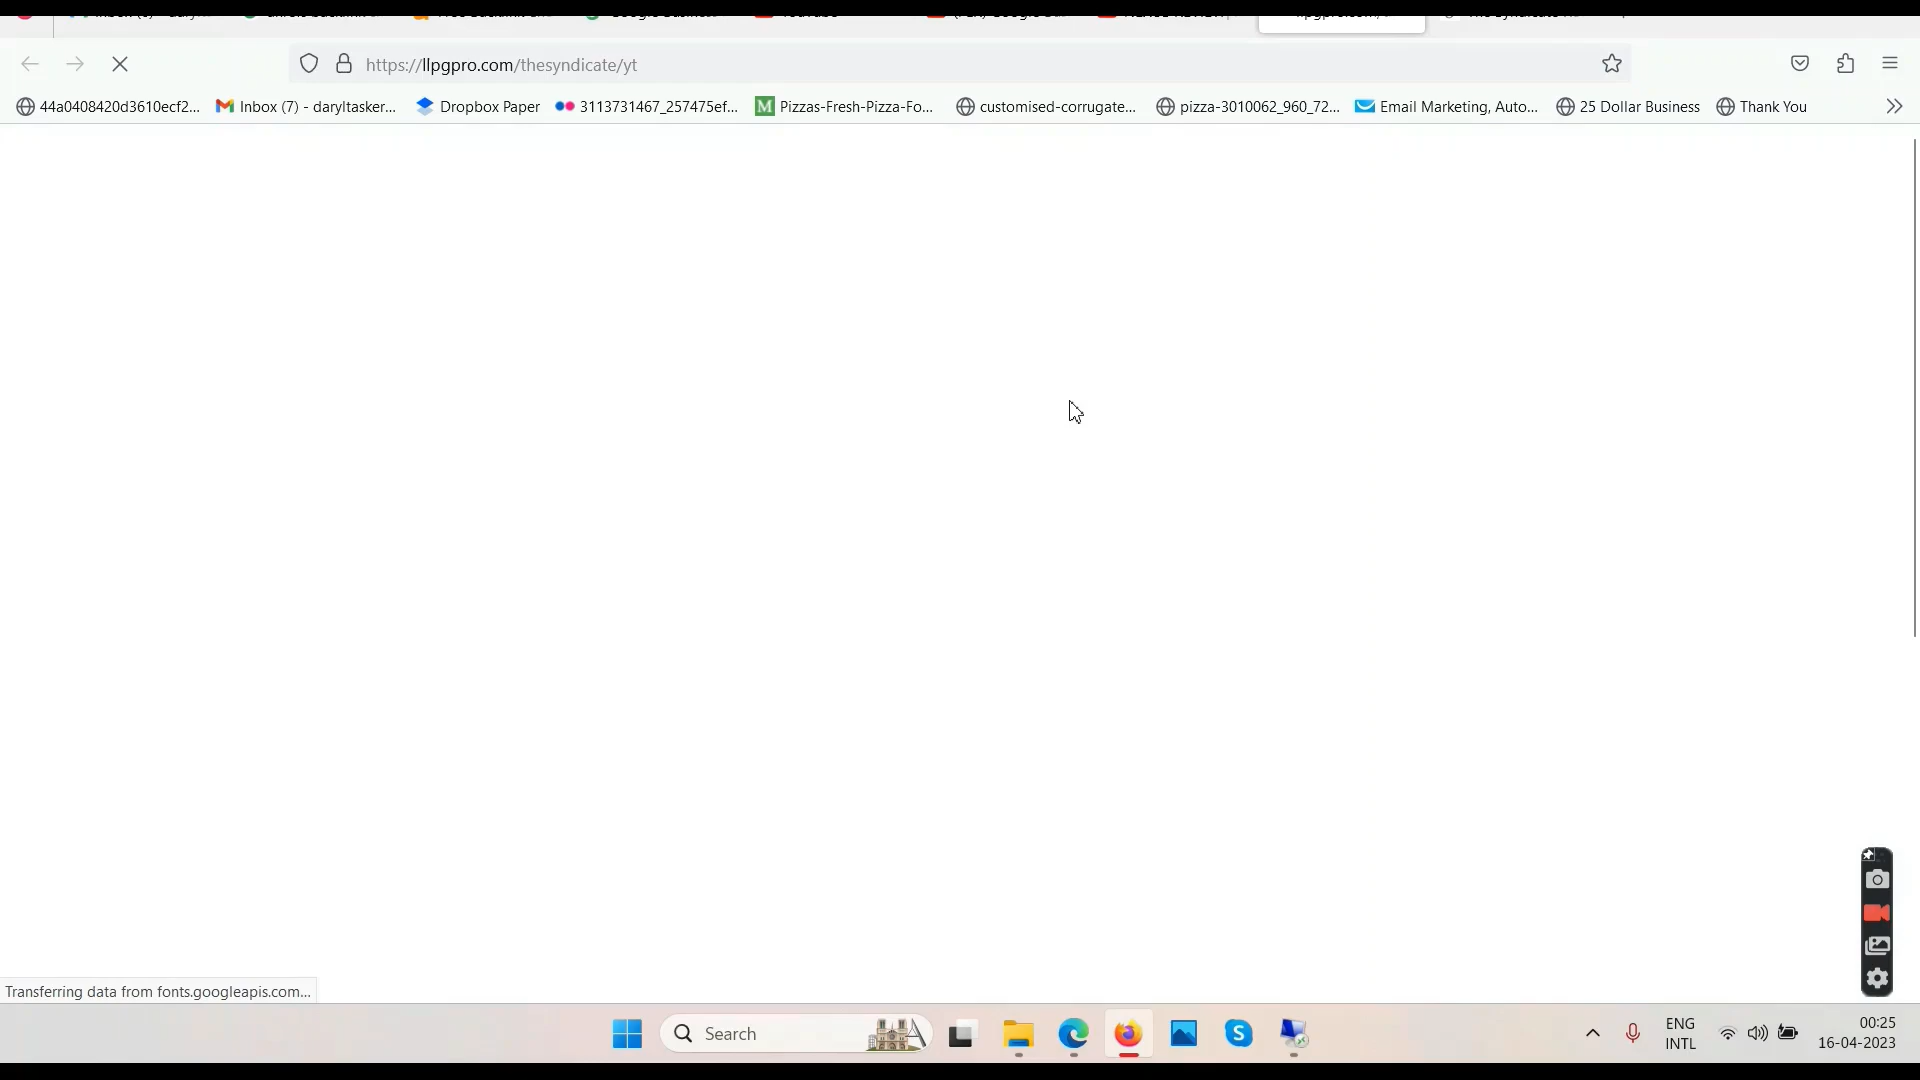 https://llpgpro.com/thesyndicate/yt
44a0408420d3610ecf2...
Inbox (7) - daryltasker...
Dropbox Paper
3113731467_257475ef...
Pizzas-Fresh-Pizza-Fo...
customised-corrugate...
pizza-3010062_960_72...
Email Marketing, Auto...
25 Dollar Business
Thank You
Transferring data from fonts.googleapis.com...
Search
ENG
INTL
00:25
16-04-2023